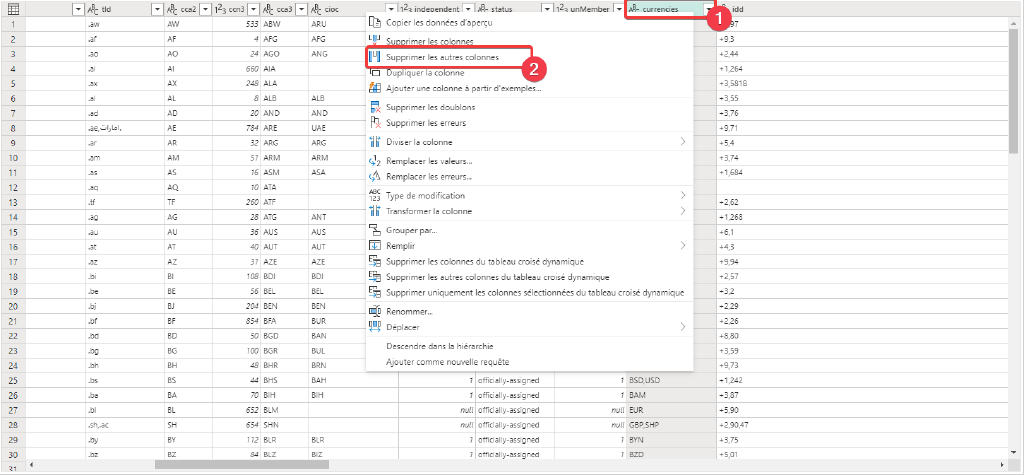 tld cca2 1²3 ccn3 cca3 cioc 1²3 independent status 1²3 unMember currencies idd
1 .aw AW 533 ABW ARU
2 .af AF 4 AFG AFG +9,3
3 .ao AO 24 AGO ANG +2,44
4 .ai AI 660 AIA +1,264
5 .ax AX 248 ALA +3,5818
6 .al AL 8 ALB ALB +3,55
7 .ad AD 20 AND AND +3,76
8 .ae,امارات. AE 784 ARE UAE +9,71
9 .ar AR 32 ARG ARG +5,4
10 .am AM 51 ARM ARM +3,74
11 .as AS 16 ASM ASA +1,684
12 .aq AQ 10 ATA
13 .tf TF 260 ATF +2,62
14 .ag AG 28 ATG ANT +1,268
15 .au AU 36 AUS AUS +6,1
16 .at AT 40 AUT AUT +4,3
17 .az AZ 31 AZE AZE +9,94
18 .bi BI 108 BDI BDI +2,57
19 .be BE 56 BEL BEL +3,2
20 .bj BJ 204 BEN BEN +2,29
21 .bf BF 854 BFA BUR +2,26
22 .bd BD 50 BGD BAN +8,80
23 .bg BG 100 BGR BUL +3,59
24 .bh BH 48 BHR BRN +9,73
25 .bs BS 44 BHS BAH 1 officially-assigned 1 BSD,USD +1,242
26 .ba BA 70 BIH BIH 1 officially-assigned 1 BAM +3,87
27 .bl BL 652 BLM null officially-assigned null EUR +5,90
28 .sh,.ac SH 654 SHN null officially-assigned null GBP,SHP +2,90,47
29 .by BY 112 BLR BLR 1 officially-assigned 1 BYN +3,75
30 .bz BZ 84 BLZ BIZ 1 officially-assigned 1 BZD +5,01
31
Copier les données d'aperçu
Supprimer les colonnes
Supprimer les autres colonnes
Dupliquer la colonne
Ajouter une colonne à partir d'exemples...
Supprimer les doublons
Supprimer les erreurs
Diviser la colonne
Remplacer les valeurs...
Remplacer les erreurs...
Type de modification
Transformer la colonne
Grouper par...
Remplir
Supprimer les colonnes du tableau croisé dynamique
Supprimer les autres colonnes du tableau croisé dynamique
Supprimer uniquement les colonnes sélectionnées du tableau croisé dynamique
Renommer...
Déplacer
Descendre dans la hiérarchie
Ajouter comme nouvelle requête
1
2